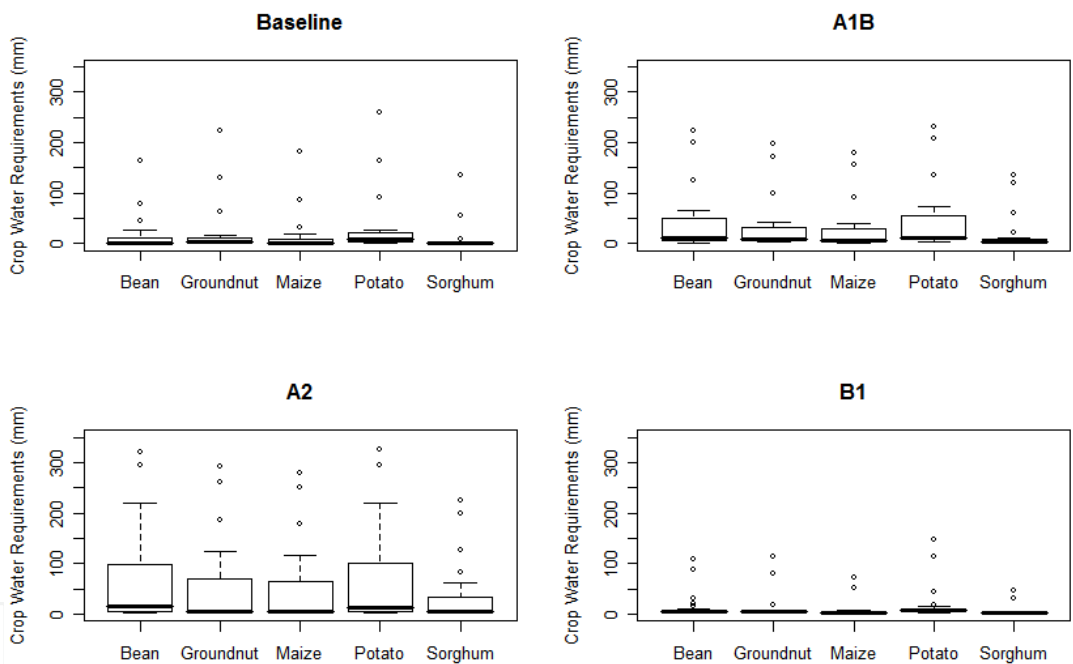 Baseline
Crop Water Requirements (mm)
300
200
100
0
Bean Groundnut Maize Potato Sorghum
A1B
Crop Water Requirements (mm)
300
200
100
0
Bean Groundnut Maize Potato Sorghum
A2
Crop Water Requirements (mm)
300
200
100
0
Bean Groundnut Maize Potato Sorghum
B1
Crop Water Requirements (mm)
300
200
100
0
Bean Groundnut Maize Potato Sorghum